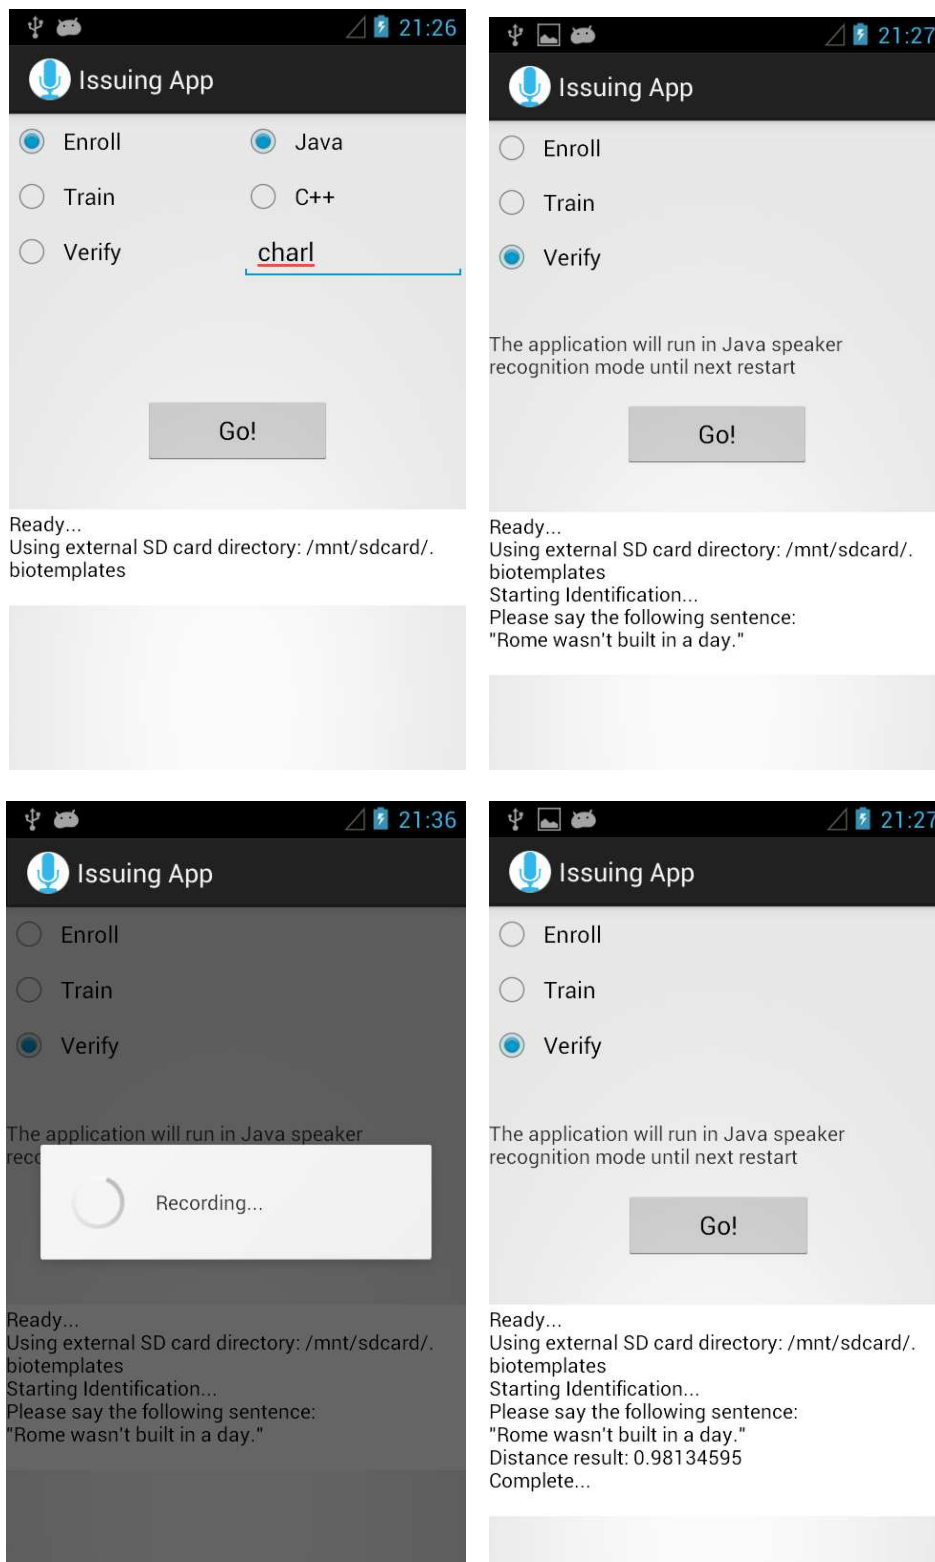 21:26
Issuing App
Enroll
Java
Train
C++
Verify
charl
Go!
Ready...
Using external SD card directory: /mnt/sdcard/.
biotemplates
21:27
Issuing App
Enroll
Train
Verify
The application will run in Java speaker
recognition mode until next restart
Go!
Ready...
Using external SD card directory: /mnt/sdcard/.
biotemplates
Starting Identification...
Please say the following sentence:
"Rome wasn't built in a day."
21:36
Issuing App
Enroll
Train
Verify
The application will run in Java speaker
reco
Recording...
Ready...
Using external SD card directory: /mnt/sdcard/.
biotemplates
Starting Identification...
Please say the following sentence:
"Rome wasn't built in a day."
21:27
Issuing App
Enroll
Train
Verify
The application will run in Java speaker
recognition mode until next restart
Go!
Ready...
Using external SD card directory: /mnt/sdcard/.
biotemplates
Starting Identification...
Please say the following sentence:
"Rome wasn't built in a day."
Distance result: 0.98134595
Complete...